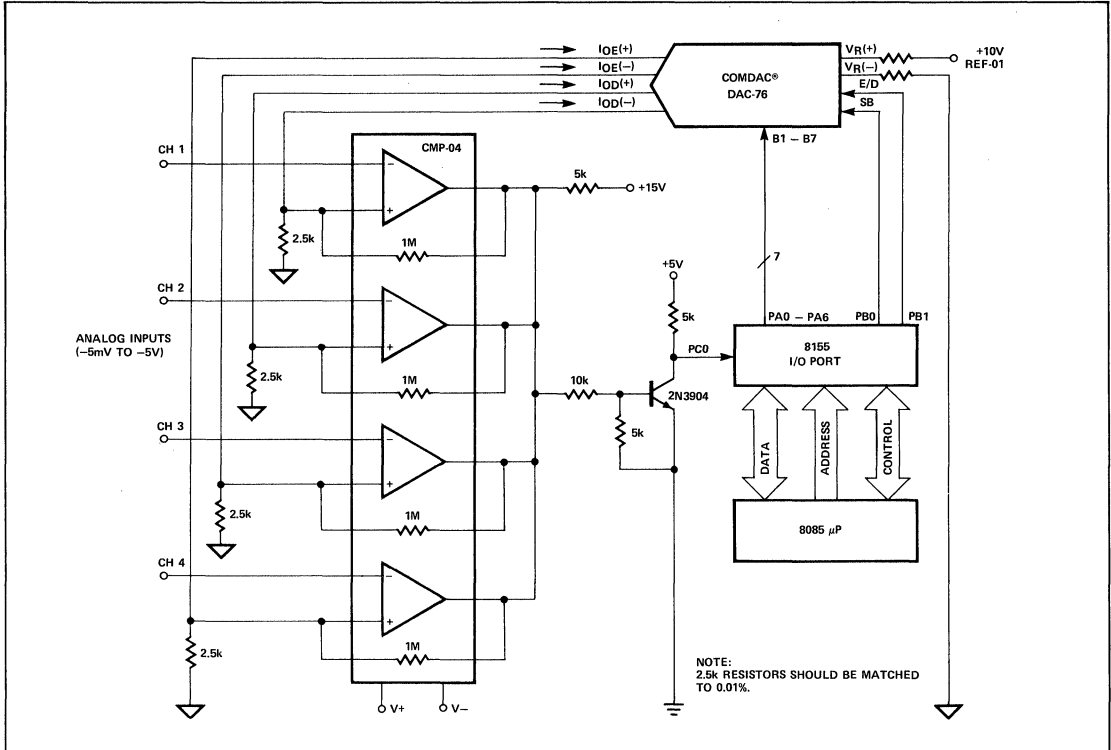 IOE(+)
IOE(−)
IOD(+)
IOD(−)
COMDAC®
DAC-76
VR(+)
VR(−)
E/D
SB
+10V
REF-01
B1 − B7
CH 1
CMP-04
5k
+15V
2.5k
1M
7
CH 2
+5V
5k
PA0 − PA6
PB0
PB1
ANALOG INPUTS
(−5mV TO −5V)
8155
I/O PORT
PC0
2.5k
1M
10k
2N3904
5k
DATA
ADDRESS
CONTROL
CH 3
2.5k
1M
8085 μP
CH 4
2.5k
1M
V+
V−
NOTE:
2.5k RESISTORS SHOULD BE MATCHED
TO 0.01%.